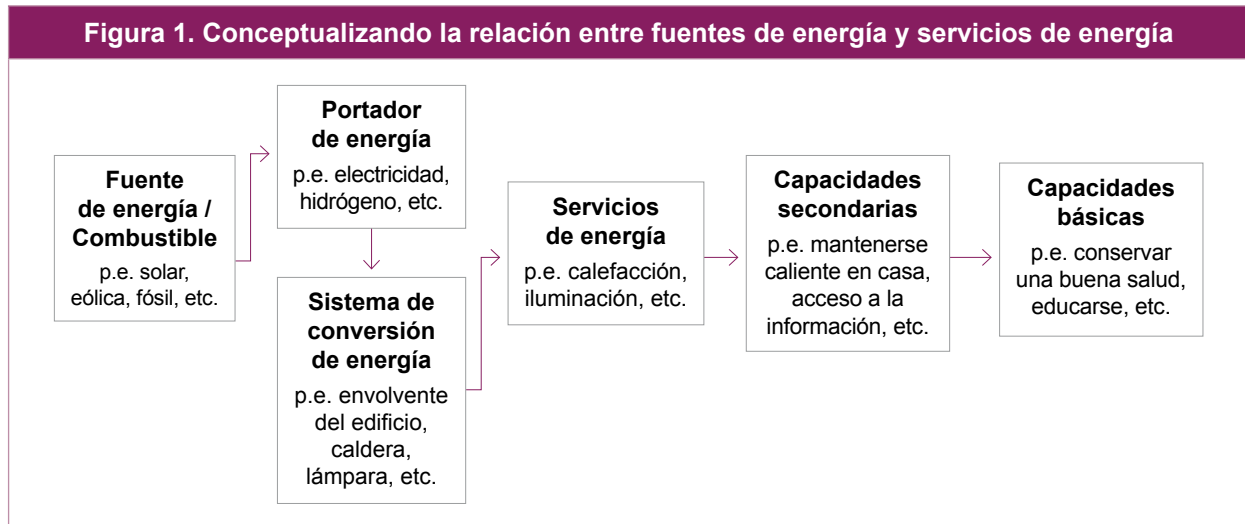 Figura 1. Conceptualizando la relación entre fuentes de energía y servicios de energía
Fuente
de energía /
Combustible
p.e. solar,
eólica, fósil, etc.
Portador
de energía
p.e. electricidad,
hidrógeno, etc.
Sistema de
conversión
de energía
p.e. envolvente
del edificio,
caldera,
lámpara, etc.
Servicios
de energía
p.e. calefacción,
iluminación, etc.
Capacidades
secondarias
p.e. mantenerse
caliente en casa,
acceso a la
información, etc.
Capacidades
básicas
p.e. conservar
una buena salud,
educarse, etc.